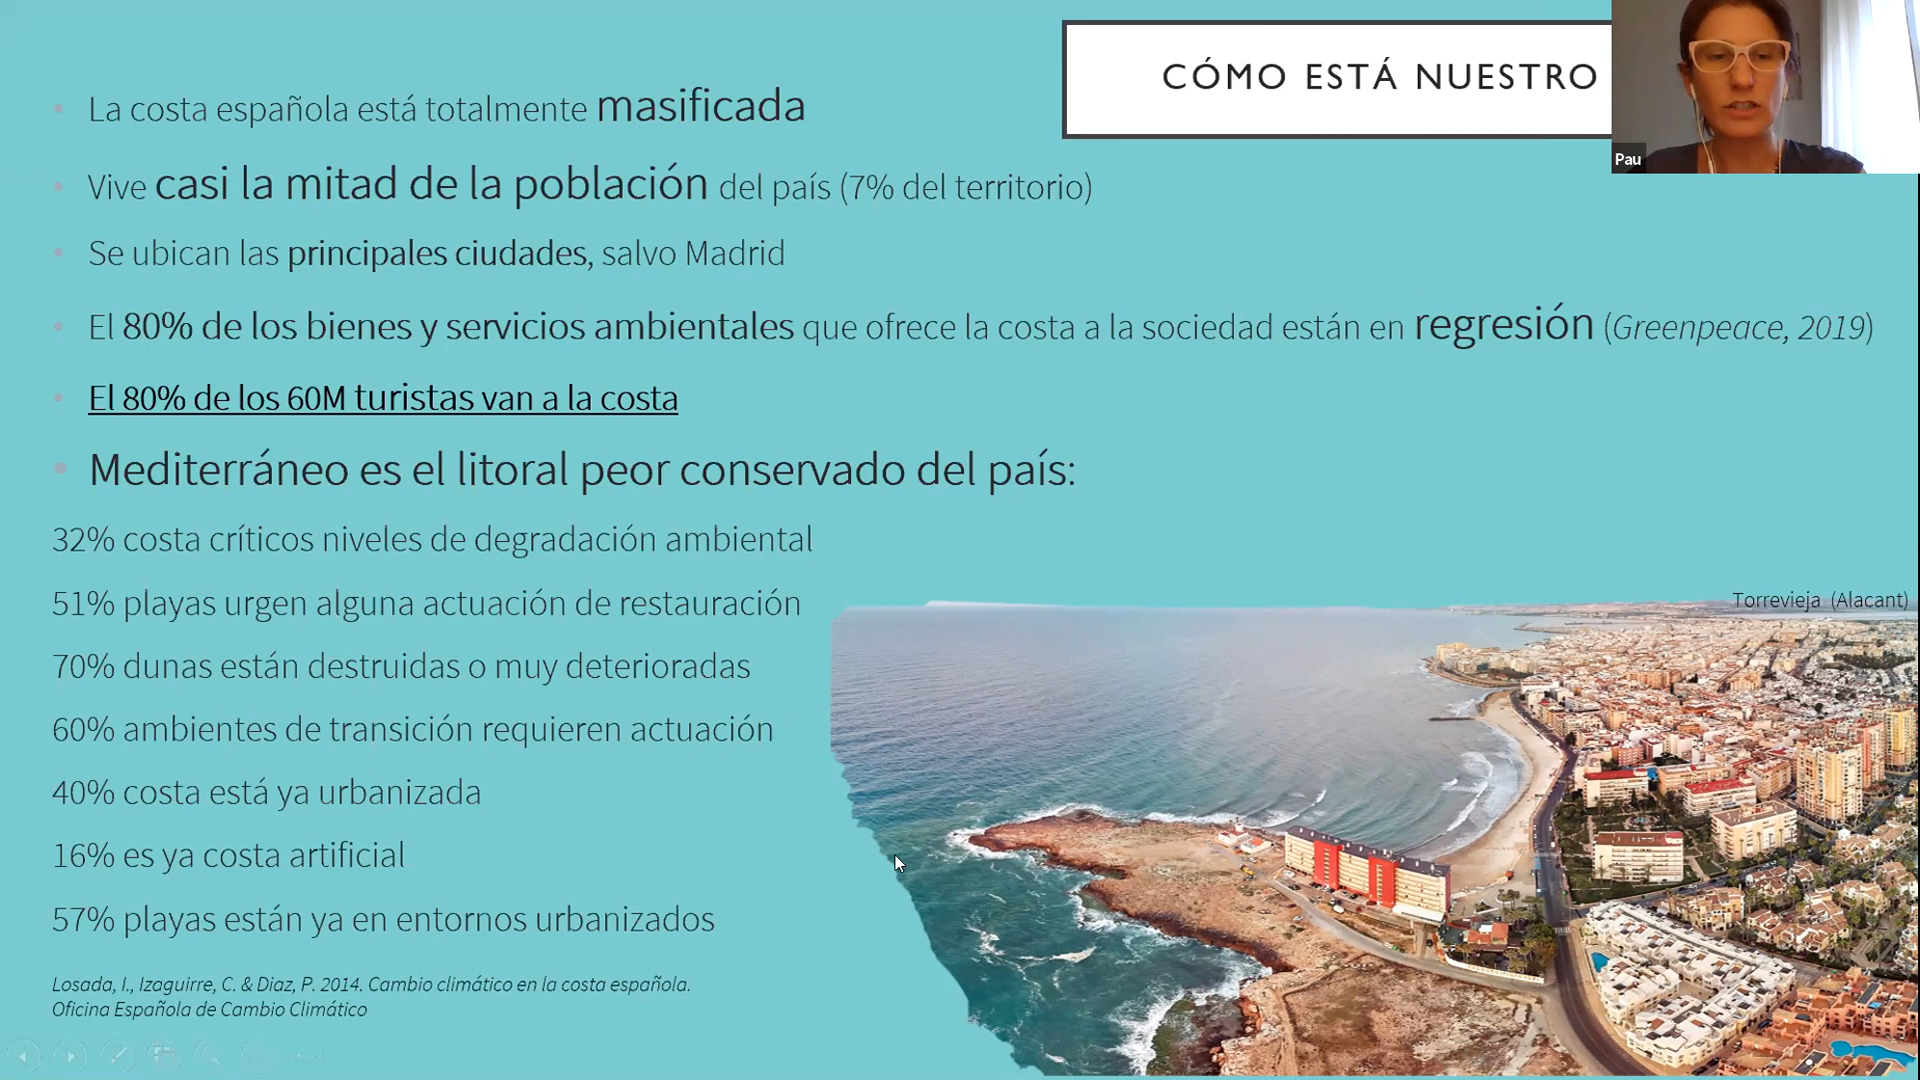 CÓMO ESTÁ NUESTRO
Pau
La costa española está totalmente masificada
Vive casi la mitad de la población del país (7% del territorio)
Se ubican las principales ciudades, salvo Madrid
El 80% de los bienes y servicios ambientales que ofrece la costa a la sociedad están en regresión (Greenpeace, 2019)
El 80% de los 60M turistas van a la costa
Mediterráneo es el litoral peor conservado del país:
32% costa críticos niveles de degradación ambiental
51% playas urgen alguna actuación de restauración
70% dunas están destruidas o muy deterioradas
60% ambientes de transición requieren actuación
40% costa está ya urbanizada
16% es ya costa artificial
57% playas están ya en entornos urbanizados
Torrevieja (Alacant)
Losada, I., Izaguirre, C. & Diaz, P. 2014. Cambio climático en la costa española.
Oficina Española de Cambio Climático